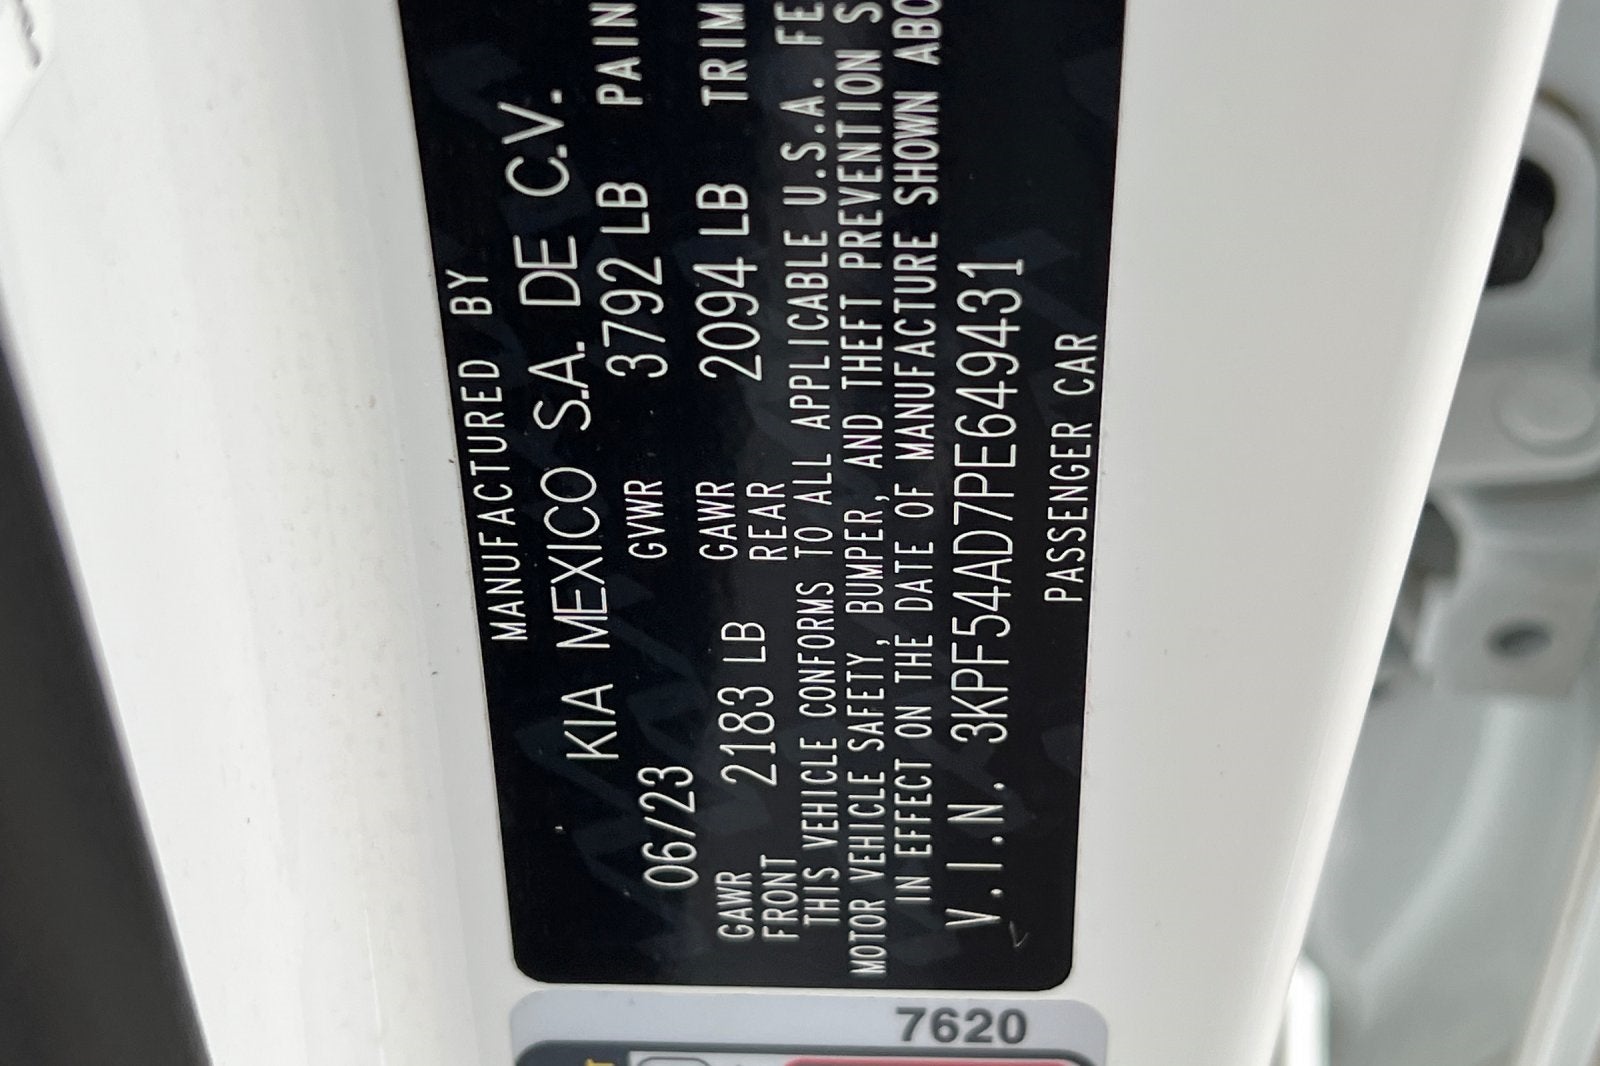 MANUFACTURED BY
KIA MEXICO S.A. DE C.V.
06/23 GVWR 3792 LB PAIN
GAWR FRONT 2183 LB GAWR REAR 2094 LB TRIM
THIS VEHICLE CONFORMS TO ALL APPLICABLE U.S.A. FE
MOTOR VEHICLE SAFETY, BUMPER, AND THEFT PREVENTION S
IN EFFECT ON THE DATE OF MANUFACTURE SHOWN ABO
V.I.N. 3KPF54AD7PE649431
PASSENGER CAR
7620